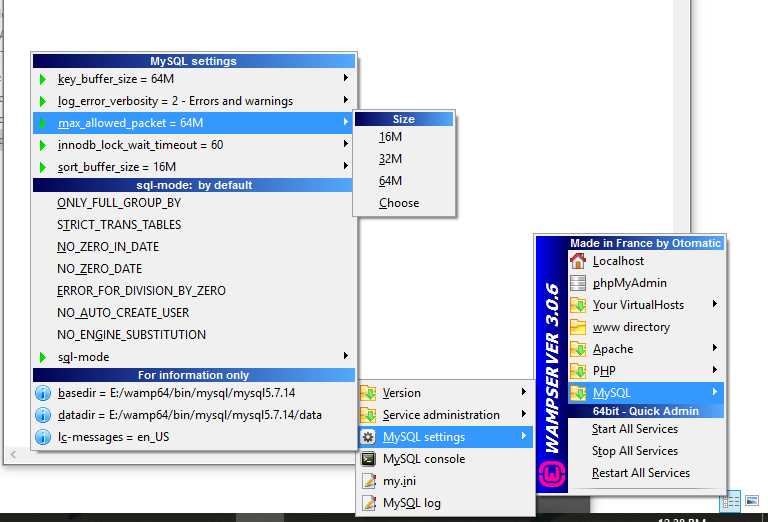 MySQL settings
key_buffer_size = 64M
log_error_verbosity = 2 - Errors and warnings
max_allowed_packet = 64M
innodb_lock_wait_timeout = 60
sort_buffer_size = 16M
sql-mode: by default
ONLY_FULL_GROUP_BY
STRICT_TRANS_TABLES
NO_ZERO_IN_DATE
NO_ZERO_DATE
ERROR_FOR_DIVISION_BY_ZERO
NO_AUTO_CREATE_USER
NO_ENGINE_SUBSTITUTION
sql-mode
For information only
basedir = E:/wamp64/bin/mysql/mysql5.7.14
datadir = E:/wamp64/bin/mysql/mysql5.7.14/data
lc-messages = en_US
Size
16M
32M
64M
Choose
Version
Service administration
MySQL settings
MySQL console
my.ini
MySQL log
WAMPSERVER 3.0.6
Made in France by Otomatic
Localhost
phpMyAdmin
Your VirtualHosts
www directory
Apache
PHP
MySQL
64bit - Quick Admin
Start All Services
Stop All Services
Restart All Services